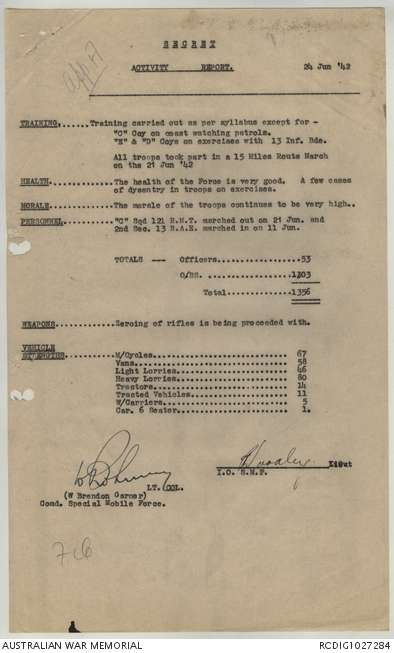 SECRET
App A
ACTIVITY REPORT. 24 Jun '42
TRAINING.......Training carried out as per syllabus except for -
"C" Coy on coast watching patrols.
"E" & "D" Coys on exercises with 13 Inf. Bde.
All troops took part in a 15 Miles Route March
on the 21 Jun '42
HEALTH.........The health of the Force is very good. A few cases
of dysentry in troops on exercises.
MORALE.........The morale of the troops continues to be very high..
PERSONNEL......"C" Sqd 121 R.M.T. marched out on 21 Jun. and
2nd Sec. 13 R.A.E. marched in on 11 Jun.
TOTALS --- Officers......53
O/RS. ................1303
Total.........1356
WEAPONS........Zeroing of rifles is being proceeded with.
VEHICLE
M/Cycles........................ 67
Vans............................ 58
Light Lorries................... 46
Heavy Lorries................... 80
Tractors........................ 14
Tracted Vehicles................ 11
W/Carriers...................... 5
Car. 6 Seater................... 1.
LT. COL.
(W Brandon Garner)
Comd. Special Mobile Force.
Lieut
I.O. S.M.F.
706
AUSTRALIAN WAR MEMORIAL RCDIG1027284